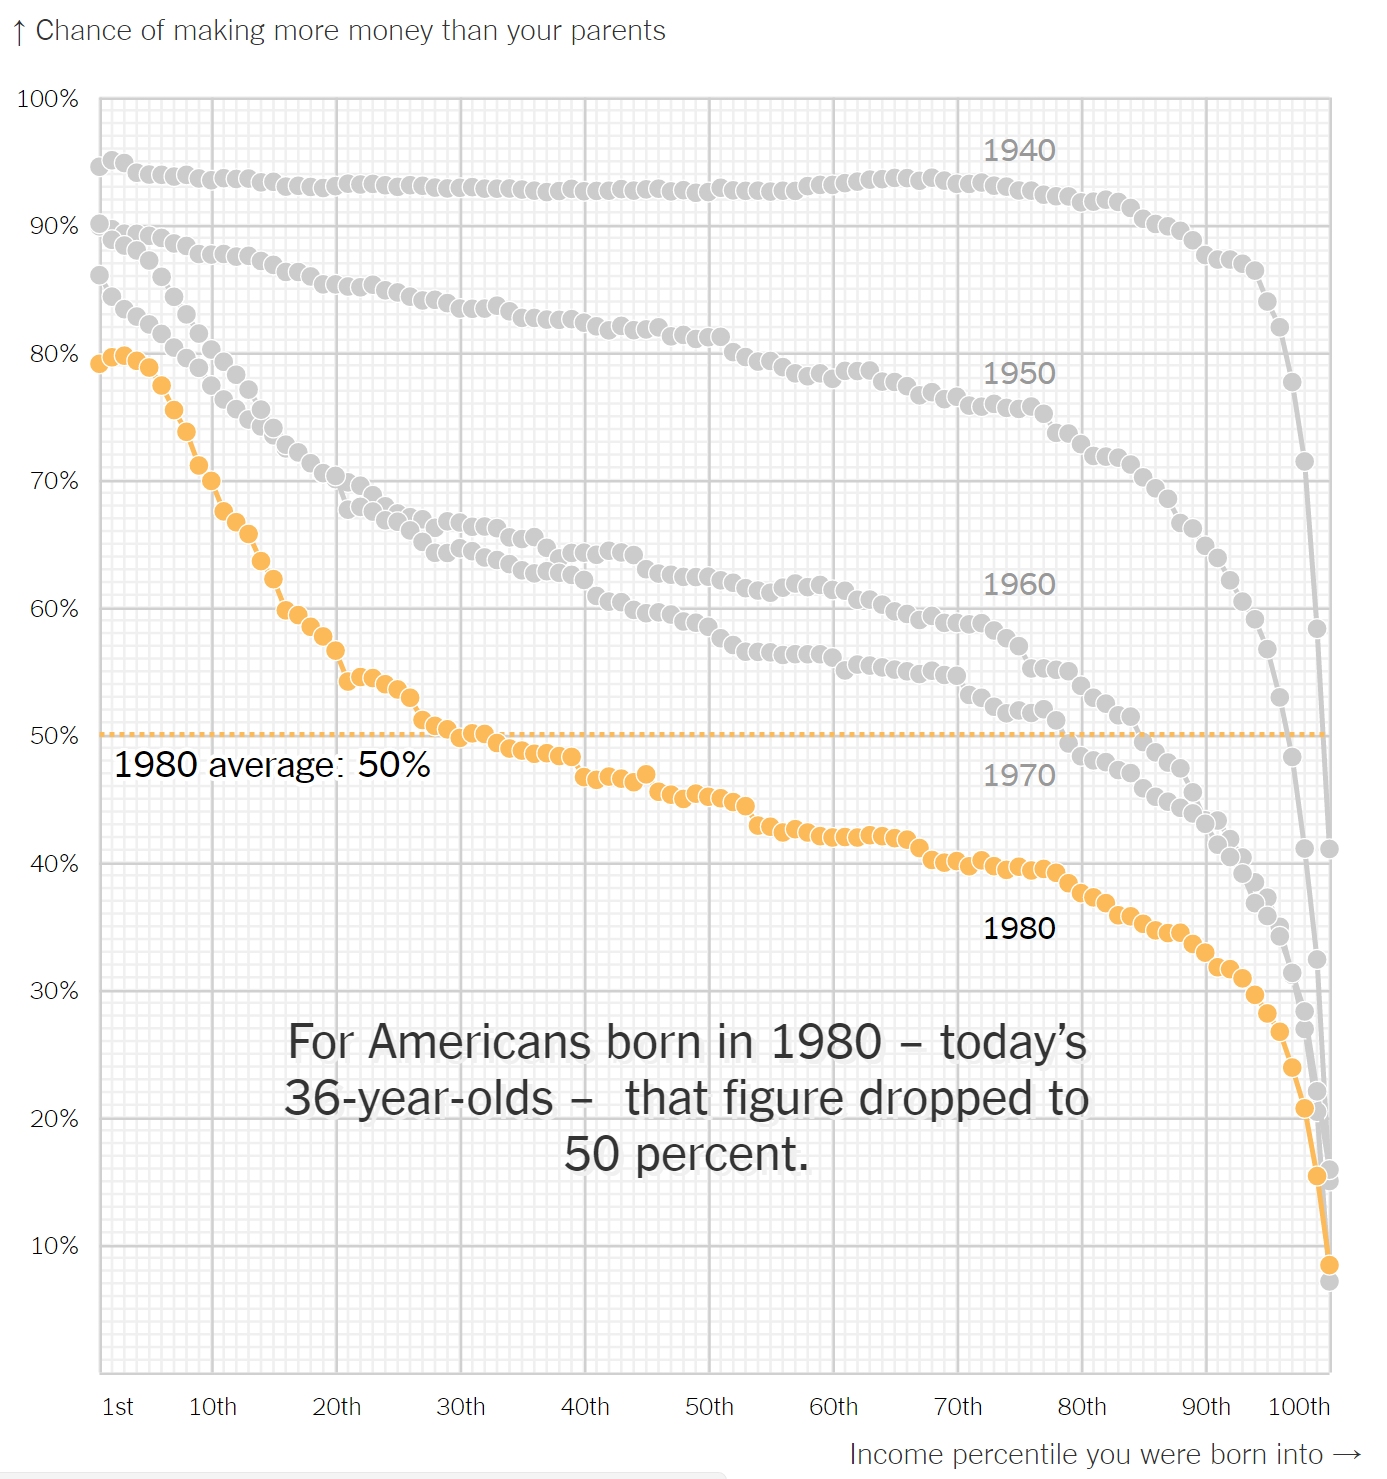 ↑ Chance of making more money than your parents
100%
1940
90%
80%
1950
70%
1960
60%
50%
1980 average: 50%
1970
40%
1980
30%
For Americans born in 1980 – today’s
36-year-olds – that figure dropped to
20%
50 percent.
10%
1st 10th 20th 30th 40th 50th 60th 70th 80th 90th 100th
Income percentile you were born into →